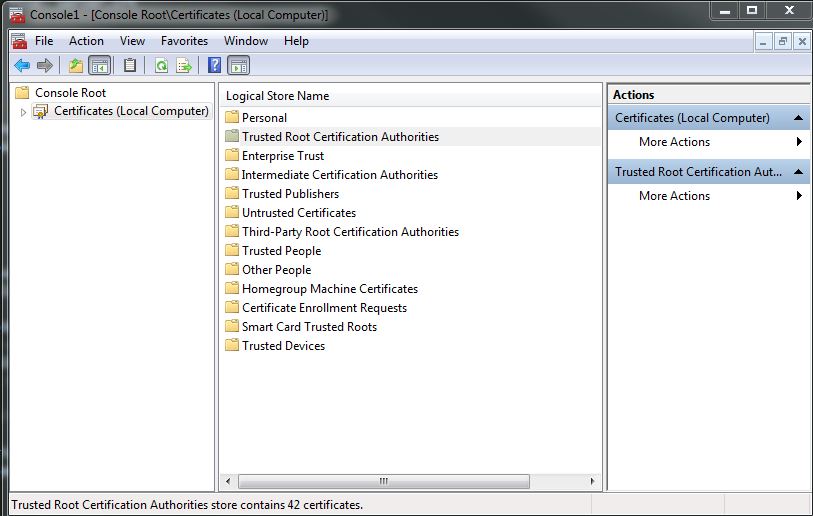 Console1 - [Console Root\Certificates (Local Computer)]
File Action View Favorites Window Help
Console Root
Certificates (Local Computer)
Logical Store Name
Personal
Trusted Root Certification Authorities
Enterprise Trust
Intermediate Certification Authorities
Trusted Publishers
Untrusted Certificates
Third-Party Root Certification Authorities
Trusted People
Other People
Homegroup Machine Certificates
Certificate Enrollment Requests
Smart Card Trusted Roots
Trusted Devices
Actions
Certificates (Local Computer)
More Actions
Trusted Root Certification Aut...
More Actions
Trusted Root Certification Authorities store contains 42 certificates.